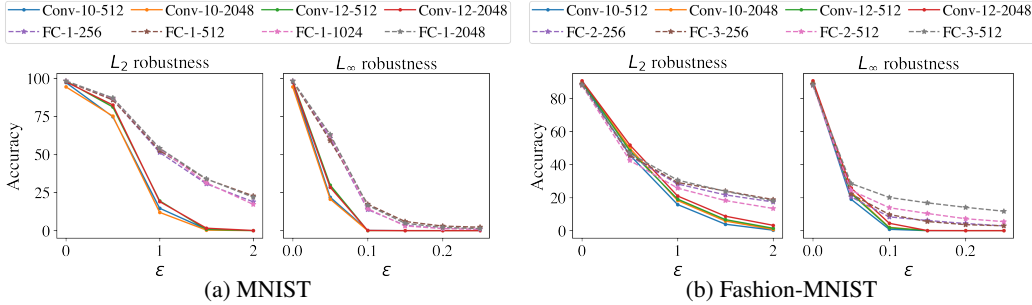 Conv-10-512 Conv-10-2048 Conv-12-512 Conv-12-2048
FC-1-256 FC-1-512 FC-1-1024 FC-1-2048
L₂ robustness L∞ robustness
100
75
50
25
0
Accuracy
0 1 2 0.0 0.1 0.2
ε ε
(a) MNIST
Conv-10-512 Conv-10-2048 Conv-12-512 Conv-12-2048
FC-2-256 FC-3-256 FC-2-512 FC-3-512
L₂ robustness L∞ robustness
80
60
40
20
0
Accuracy
0 1 2 0.0 0.1 0.2
ε ε
(b) Fashion-MNIST